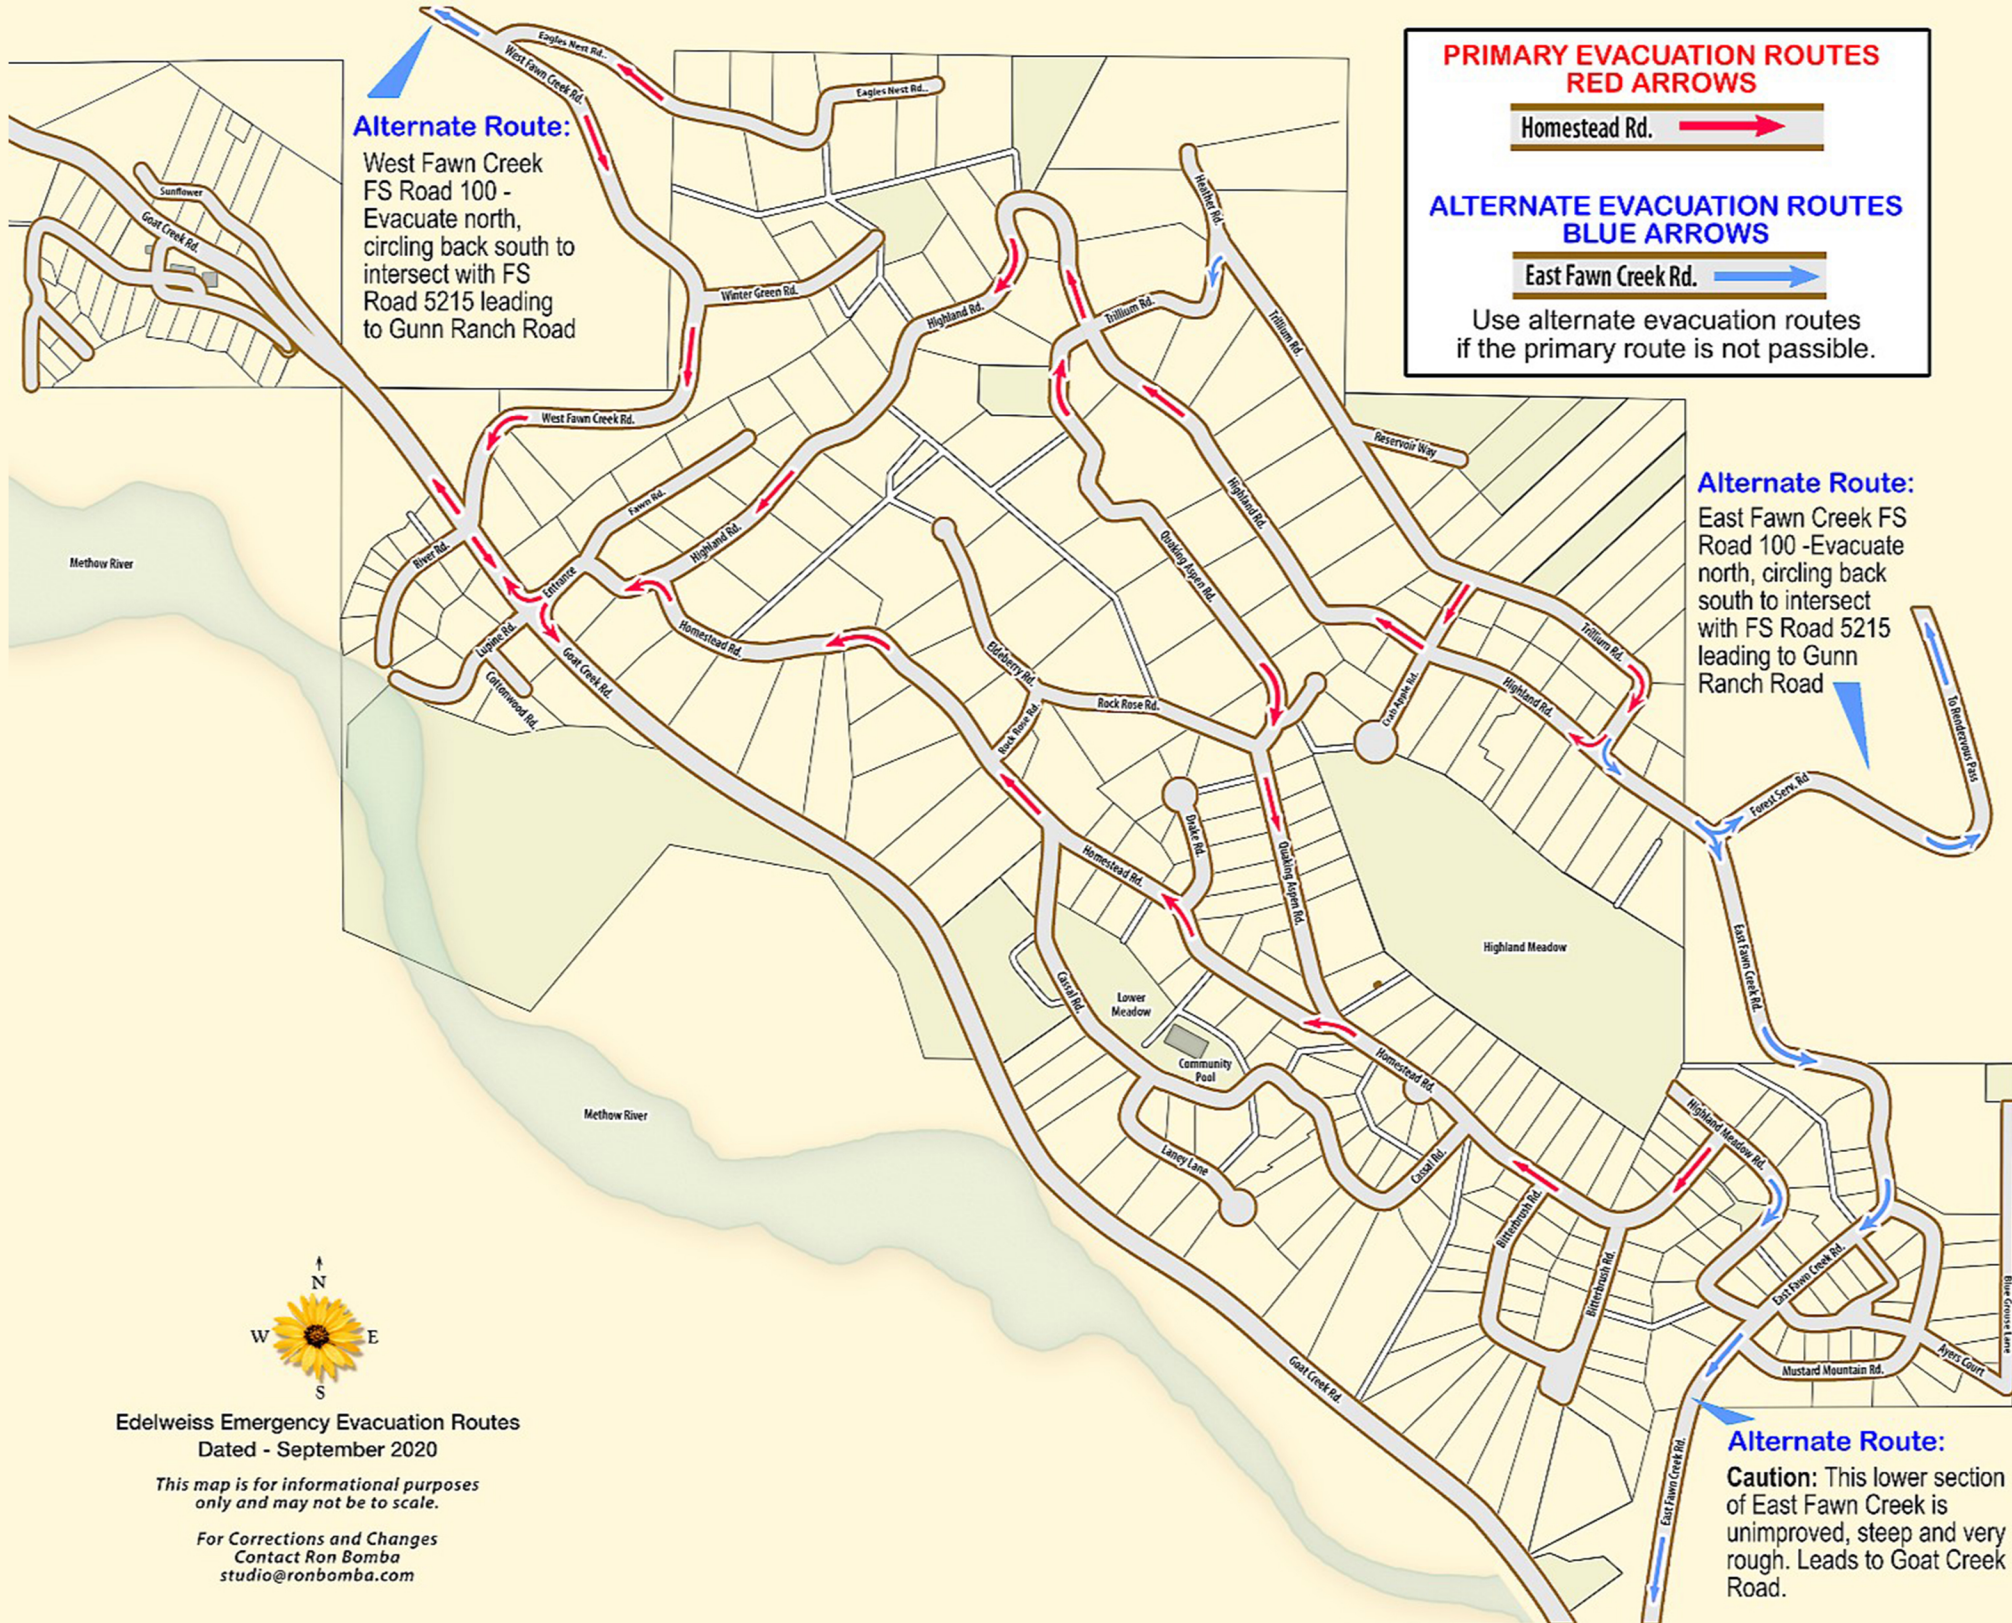 PRIMARY EVACUATION ROUTES
RED ARROWS
Homestead Rd.
ALTERNATE EVACUATION ROUTES
BLUE ARROWS
East Fawn Creek Rd.
Use alternate evacuation routes
if the primary route is not passible.
Alternate Route:
West Fawn Creek
FS Road 100 -
Evacuate north,
circling back south to
intersect with FS
Road 5215 leading
to Gunn Ranch Road
Eagles Nest Rd..
West Fawn Creek Rd.
Eagles Nest Rd..
Sunflower
Goat Creek Rd.
Heather Rd.
Winter Green Rd.
Highland Rd.
Trillium Rd.
Trillium Rd.
West Fawn Creek Rd.
Reservoir Way
Fawn Rd.
Highland Rd.
Highland Rd.
Alternate Route:
East Fawn Creek FS
Road 100 -Evacuate
north, circling back
south to intersect
with FS Road 5215
leading to Gunn
Ranch Road
Methow River
River Rd.
Entrance
Quaking Aspen Rd.
Homestead Rd.
Lupine Rd.
Goat Creek Rd.
Cottonwood Rd.
Eldeberry Rd.
Rock Rose Rd.
Rock Rose Rd.
Crab Apple Rd.
Trillium Rd.
Highland Rd.
To Rendezvous Pass
Forest Serv. Rd
Drake Rd.
Homestead Rd.
Quaking Aspen Rd.
Highland Meadow
East Fawn Creek Rd.
Cassal Rd.
Lower
Meadow
Community
Pool
Homestead Rd.
Methow River
Laney Lane
Cassal Rd.
Highland Meadow Rd.
Bitterbrush Rd.
Bitterbrush Rd.
East Fawn Creek Rd.
Blue Grouse Lane
Ayers Court
Mustard Mountain Rd.
Goat Creek Rd.
East Fawn Creek Rd.
Alternate Route:
Caution: This lower section
of East Fawn Creek is
unimproved, steep and very
rough. Leads to Goat Creek
Road.
N
W
E
S
Edelweiss Emergency Evacuation Routes
Dated - September 2020
This map is for informational purposes
only and may not be to scale.
For Corrections and Changes
Contact Ron Bomba
studio@ronbomba.com